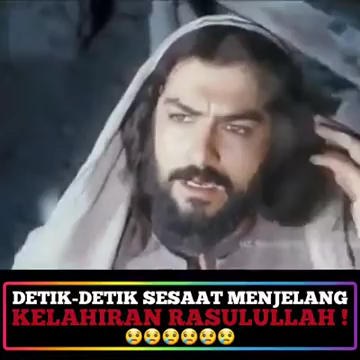 DETIK-DETIK SESAAT MENJELANG
KELAHIRAN RASULULLAH !
😢😢😢😢😢😢